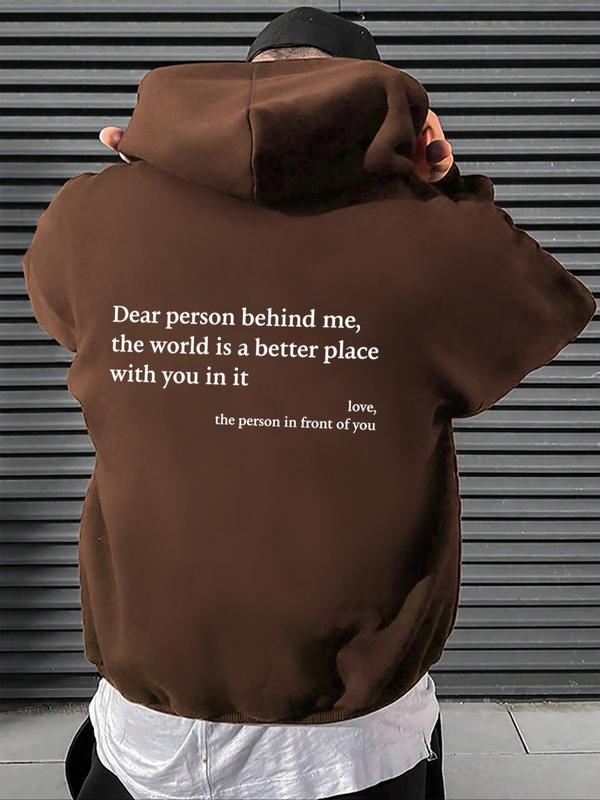 Dear person behind me,
the world is a better place
with you in it
love,
the person in front of you